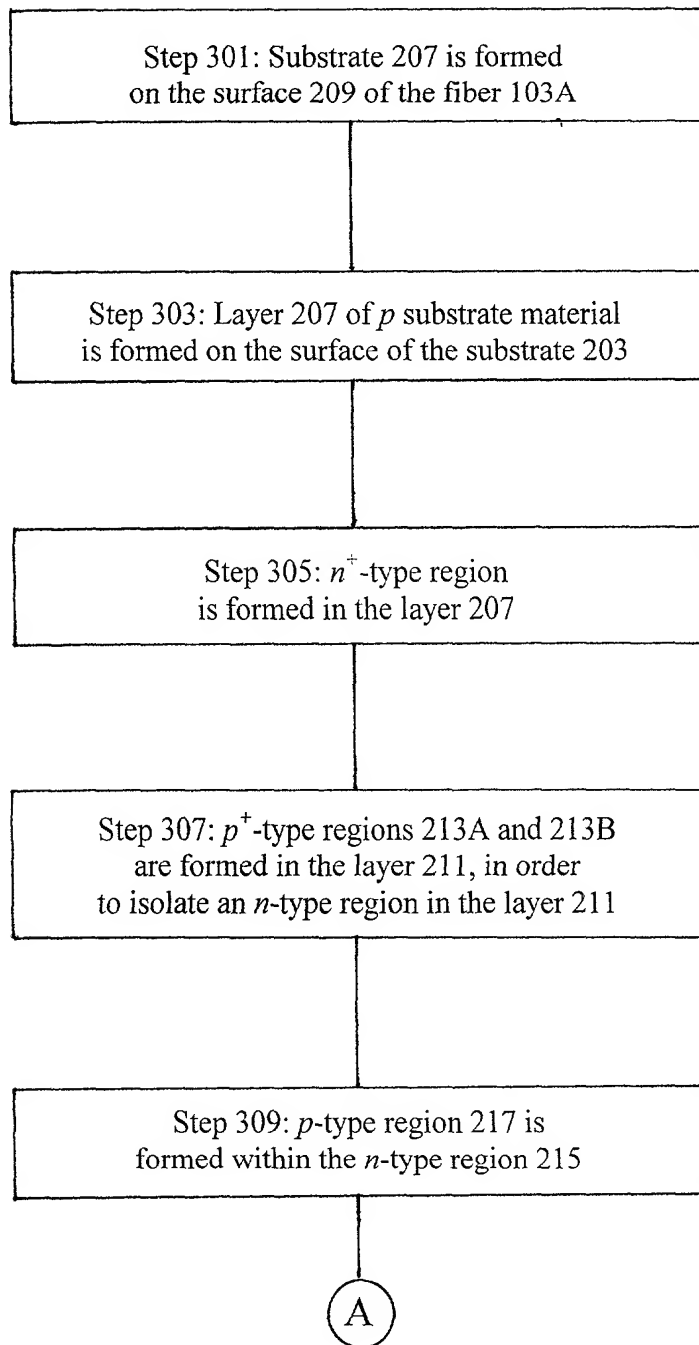 Step 301: Substrate 207 is formed
on the surface 209 of the fiber 103A
Step 303: Layer 207 of p substrate material
is formed on the surface of the substrate 203
Step 305: n⁺-type region
is formed in the layer 207
Step 307: p⁺-type regions 213A and 213B
are formed in the layer 211, in order
to isolate an n-type region in the layer 211
Step 309: p-type region 217 is
formed within the n-type region 215
A